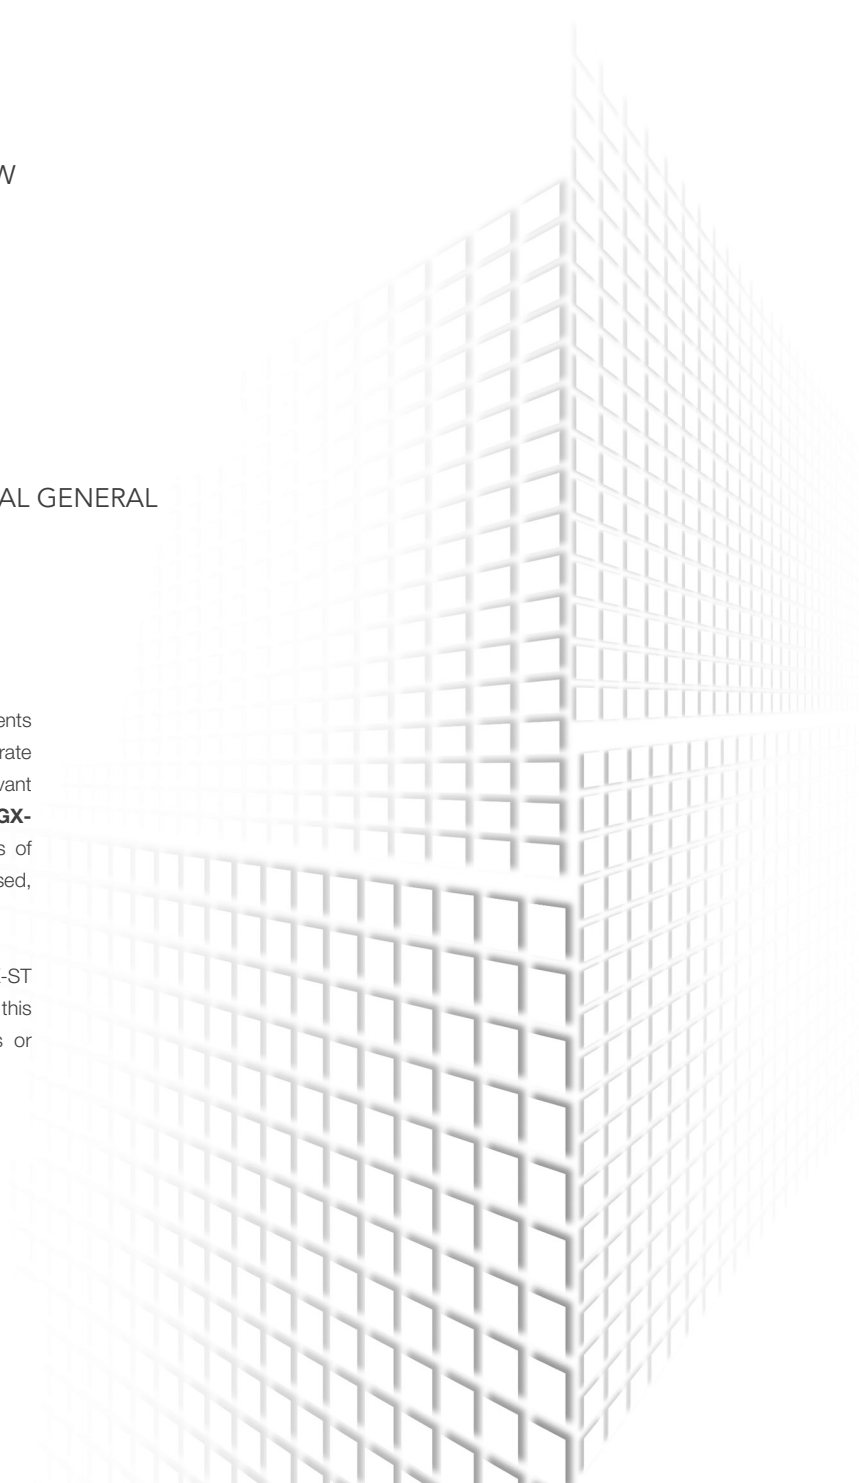 W
AL GENERAL
ents
rate
vant
GX-
s of
sed,
-ST
this
s or